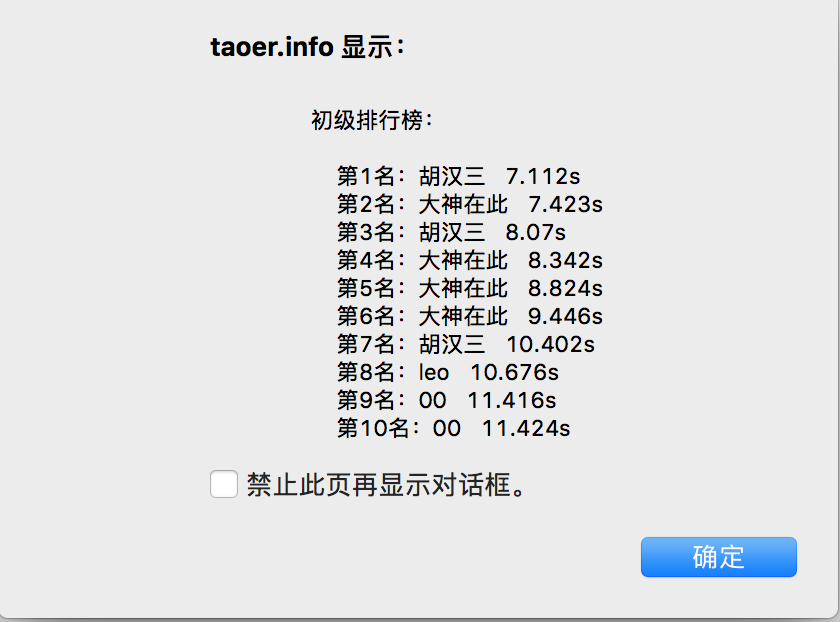 taoer.info 显示：
初级排行榜：
第1名：胡汉三 7.112s
第2名：大神在此 7.423s
第3名：胡汉三 8.07s
第4名：大神在此 8.342s
第5名：大神在此 8.824s
第6名：大神在此 9.446s
第7名：胡汉三 10.402s
第8名：leo 10.676s
第9名：00 11.416s
第10名：00 11.424s
禁止此页再显示对话框。
确定